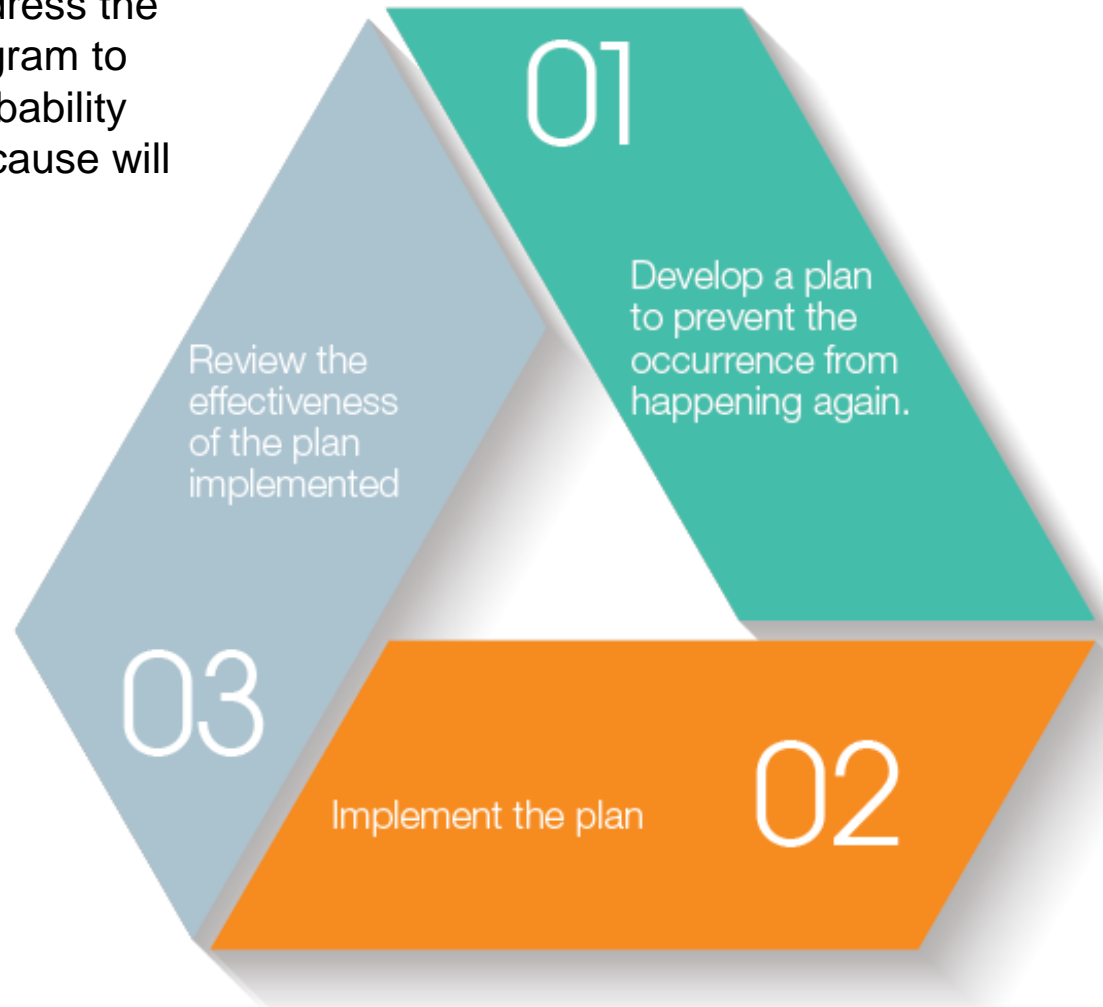 dress the
gram to
bability
cause will
01
Develop a plan
to prevent the
occurrence from
happening again.
Review the
effectiveness
of the plan
implemented
03
Implement the plan
02